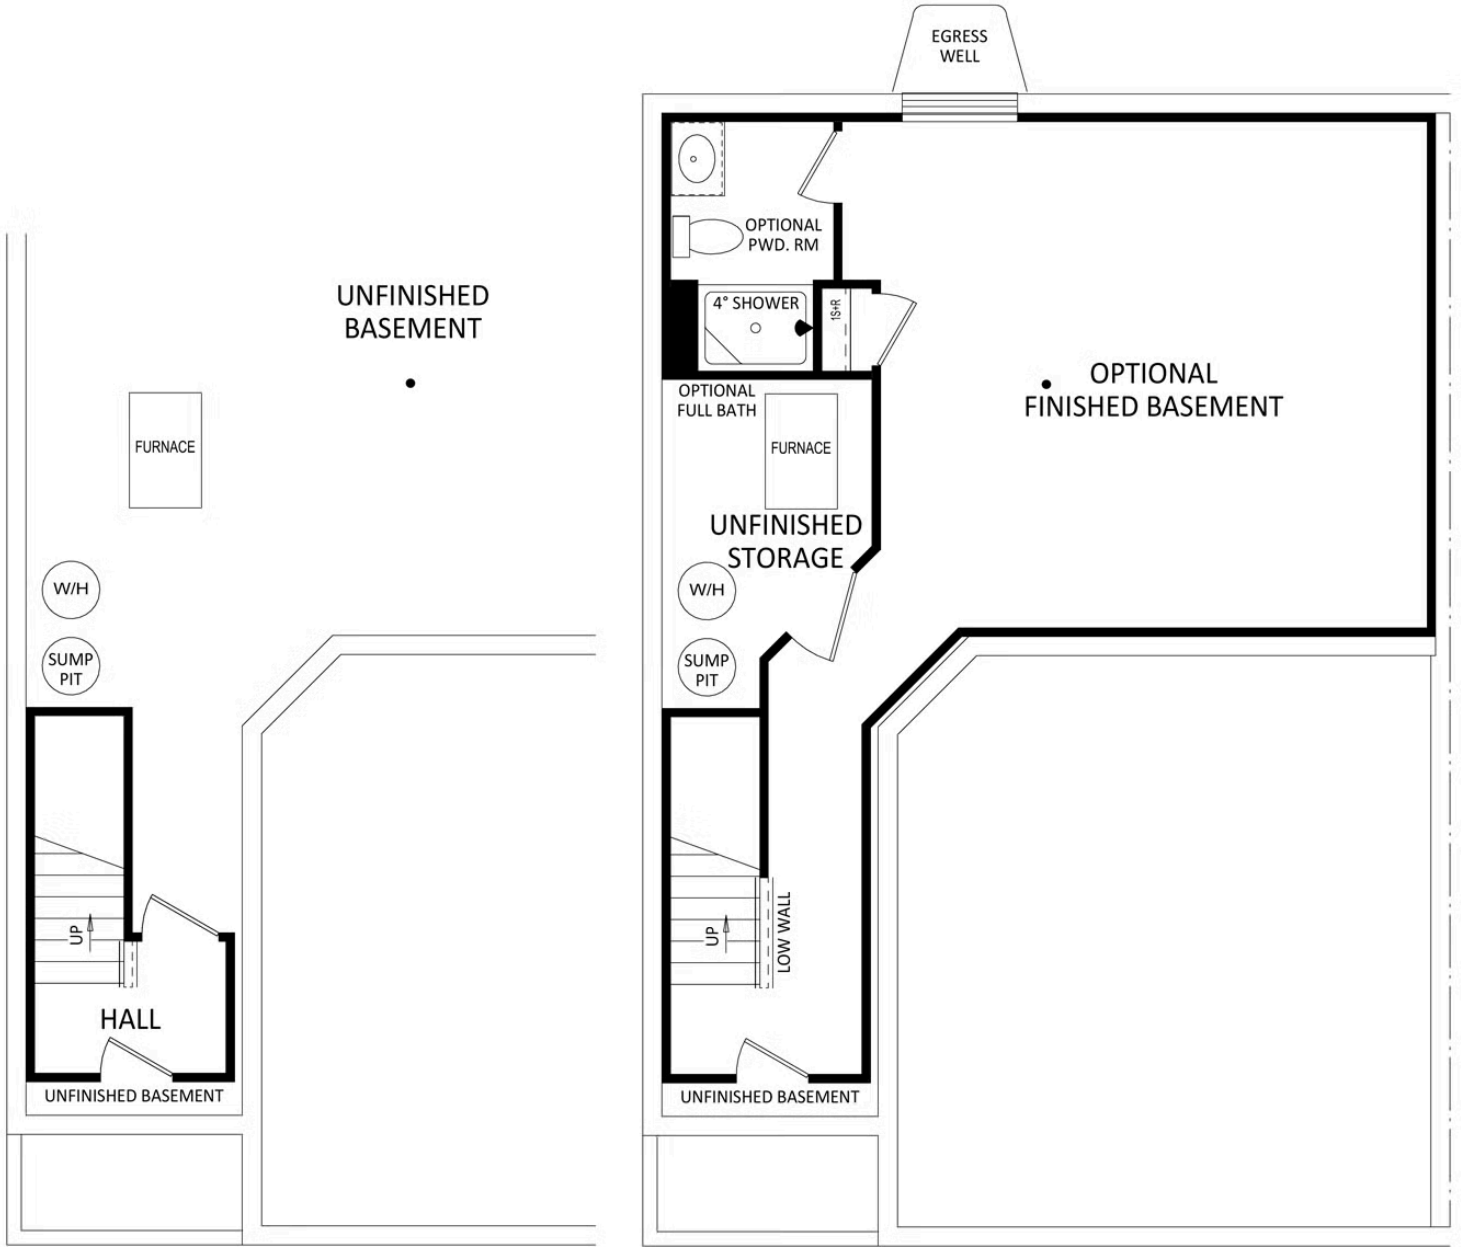 UNFINISHED
BASEMENT
FURNACE
W/H
SUMP
PIT
UP
HALL
UNFINISHED BASEMENT
EGRESS
WELL
OPTIONAL
PWD. RM
4° SHOWER
1S+R
OPTIONAL
FULL BATH
FURNACE
OPTIONAL
FINISHED BASEMENT
UNFINISHED
STORAGE
W/H
SUMP
PIT
UP
LOW WALL
UNFINISHED BASEMENT